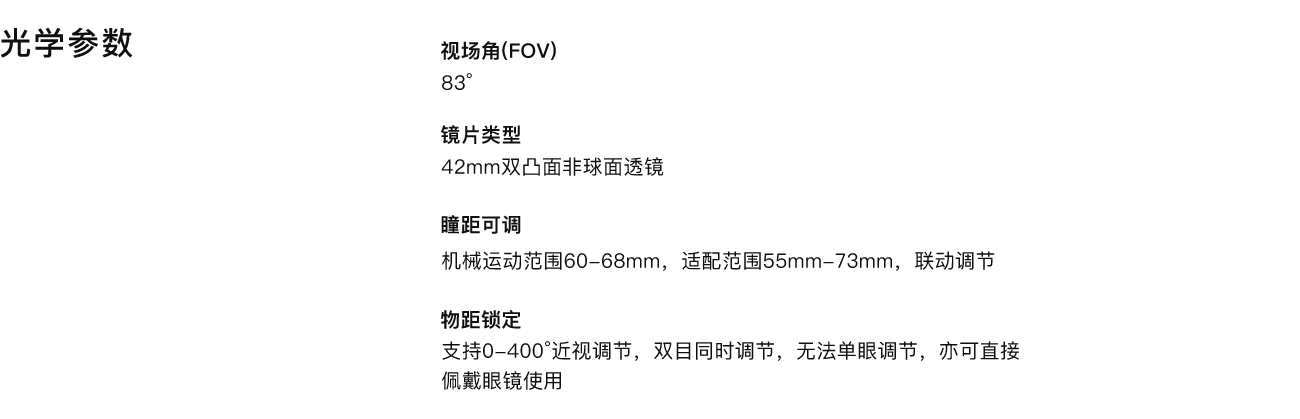 光学参数
视场角(FOV)
83°
镜片类型
42mm双凸面非球面透镜
瞳距可调
机械运动范围60–68mm，适配范围55mm–73mm，联动调节
物距锁定
支持0–400°近视调节，双目同时调节，无法单眼调节，亦可直接
佩戴眼镜使用